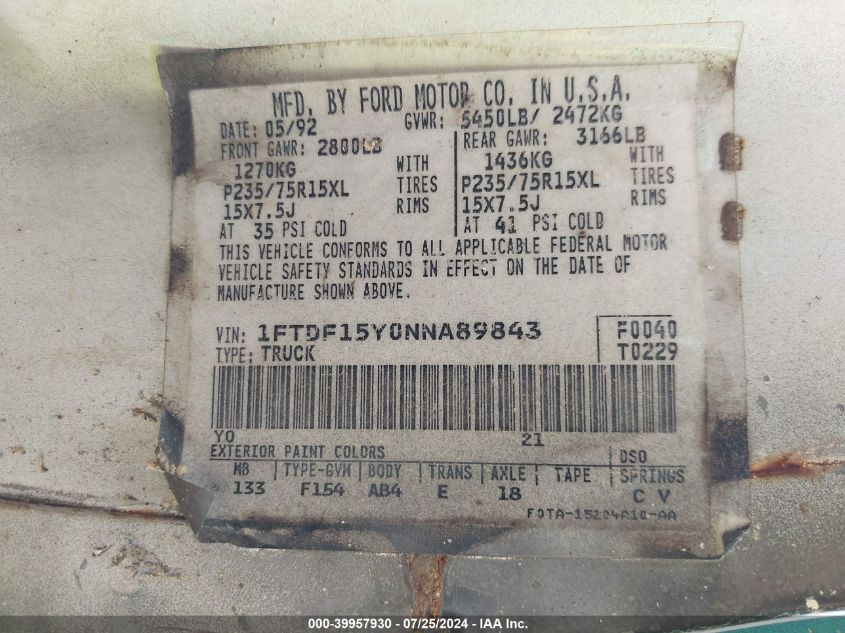 MFD. BY FORD MOTOR CO. IN U.S.A.
DATE: 05/92 GVWR: 5450LB/ 2472KG
FRONT GAWR: 2800LB REAR GAWR: 3166LB
1270KG WITH 1436KG WITH
P235/75R15XL TIRES P235/75R15XL TIRES
15X7.5J RIMS 15X7.5J RIMS
AT 35 PSI COLD AT 41 PSI COLD
THIS VEHICLE CONFORMS TO ALL APPLICABLE FEDERAL MOTOR
VEHICLE SAFETY STANDARDS IN EFFECT ON THE DATE OF
MANUFACTURE SHOWN ABOVE.
VIN: 1FTDF15Y0NNA89843 F0040
TYPE: TRUCK T0229
YO 21
EXTERIOR PAINT COLORS DSO
WB TYPE-GVW BODY TRANS AXLE TAPE SPRINGS
133 F154 AB4 E 18 C V
F0TA-15204A10-AA
000-39957930 - 07/25/2024 - IAA Inc.